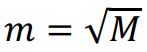 m = √M